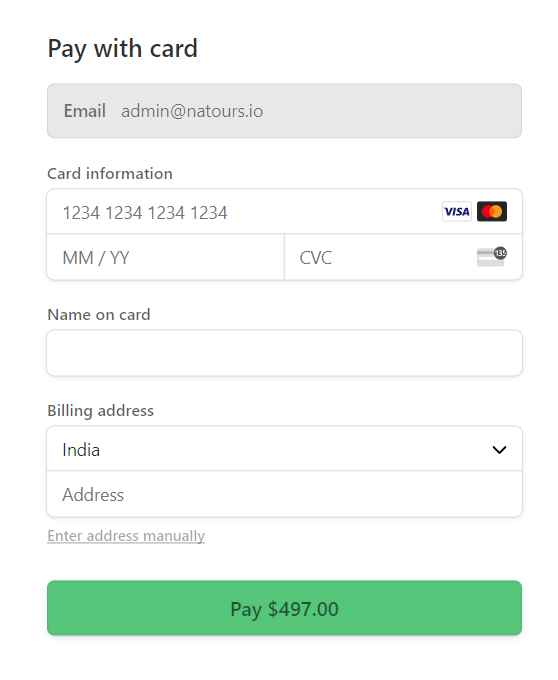 Pay with card
Email admin@natours.io
Card information
1234 1234 1234 1234 VISA
MM / YY CVC 135
Name on card
Billing address
India
Address
Enter address manually
Pay $497.00